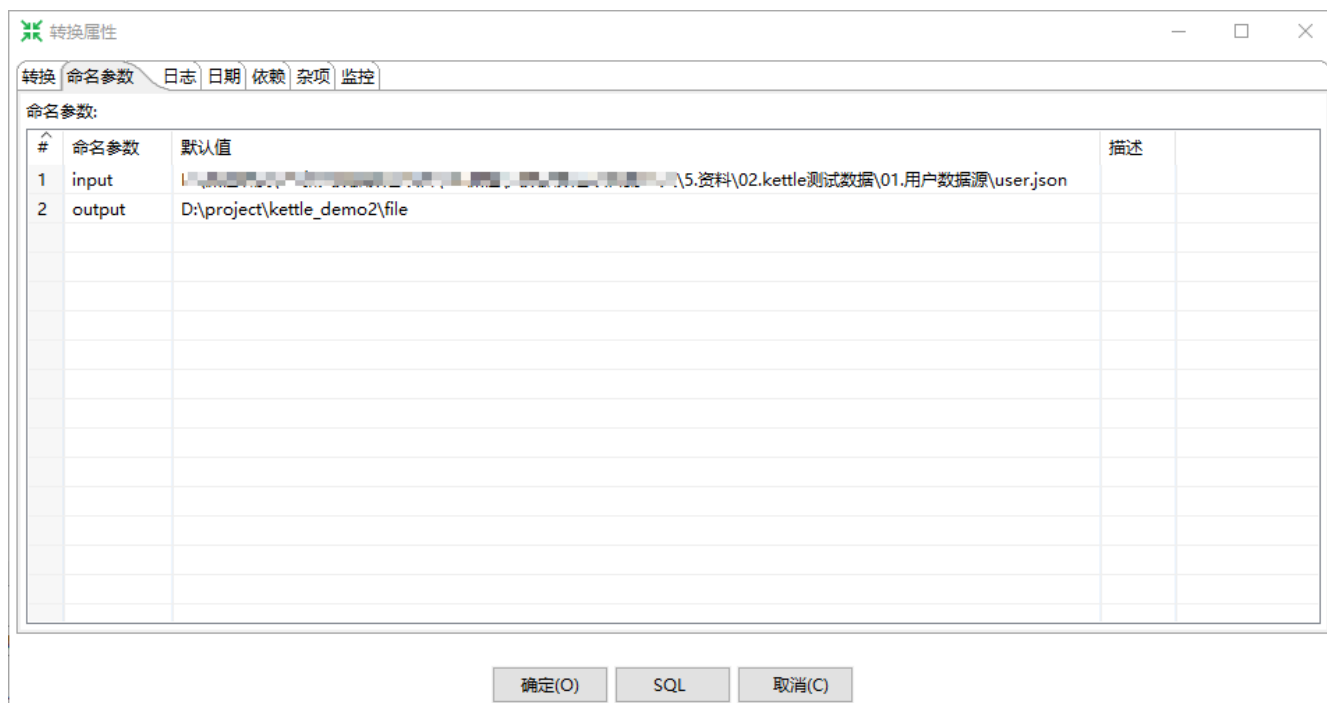 转换属性
转换 命名参数 日志 日期 依赖 杂项 监控
命名参数:
# 命名参数 默认值 描述
1 input \5.资料\02.kettle测试数据\01.用户数据源\user.json
2 output D:\project\kettle_demo2\file
确定(O) SQL 取消(C)